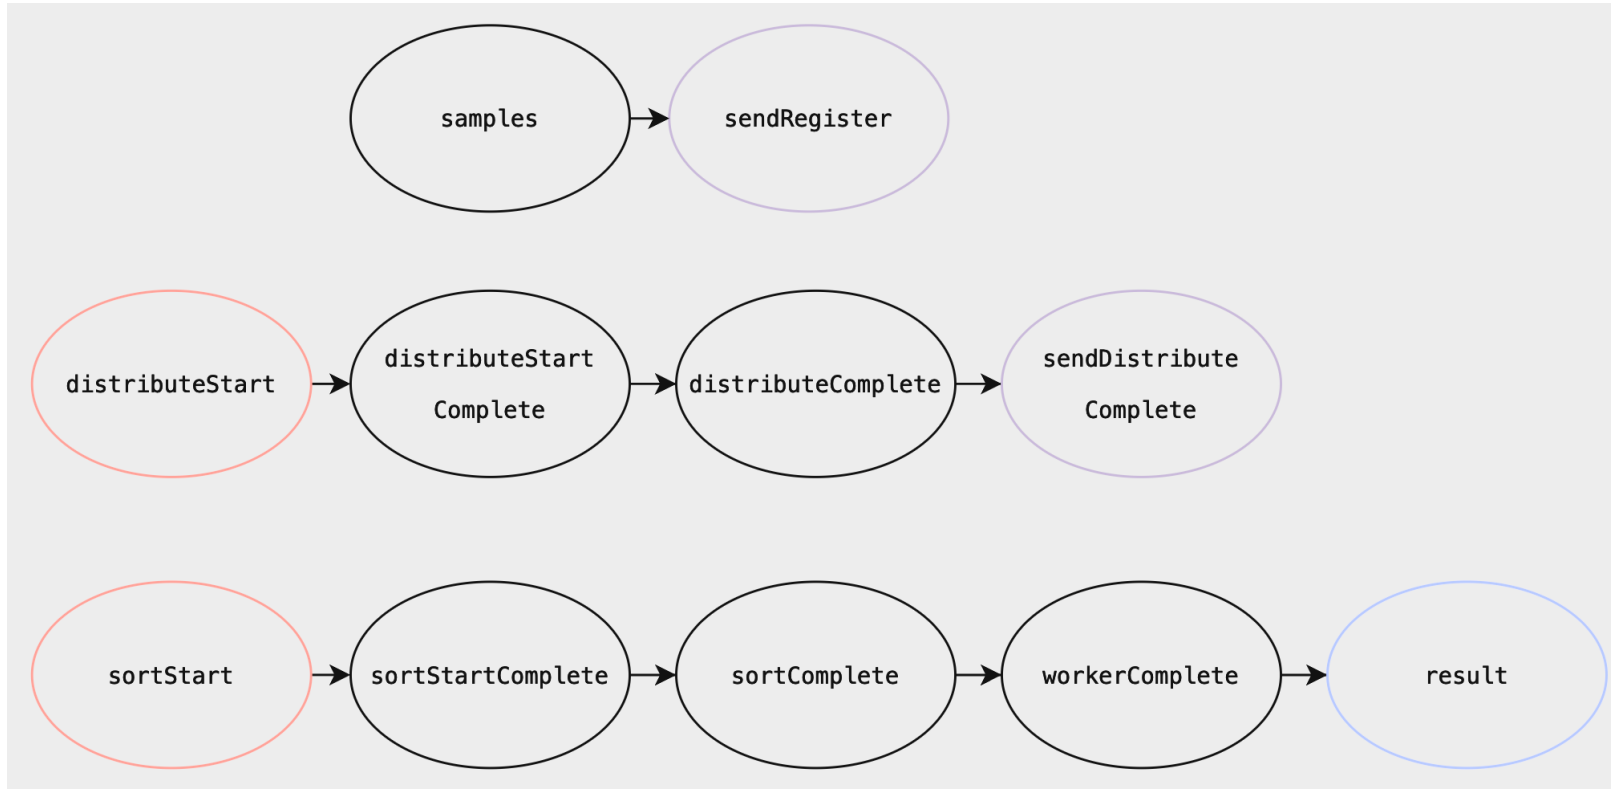 samples
sendRegister
distributeStart
distributeStart
Complete
distributeComplete
sendDistribute
Complete
sortStart
sortStartComplete
sortComplete
workerComplete
result